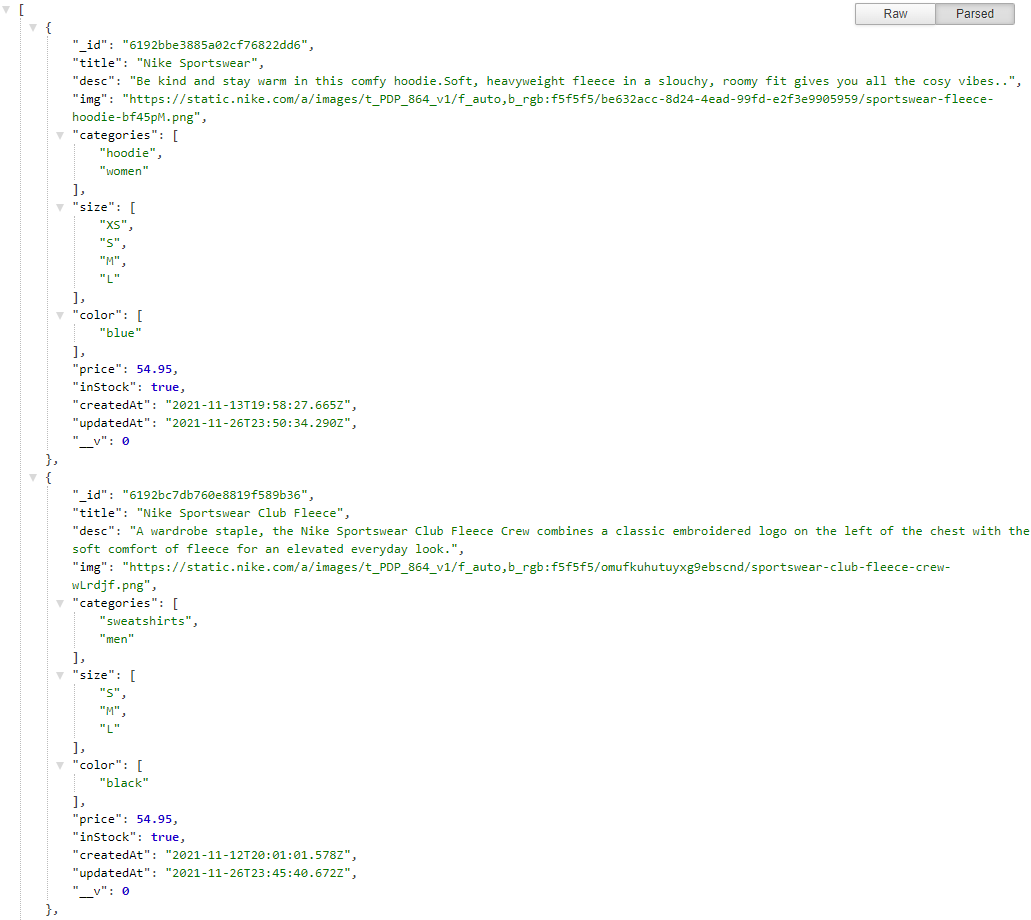 Raw Parsed
[
{
"_id": "6192bbe3885a02cf76822dd6",
"title": "Nike Sportswear",
"desc": "Be kind and stay warm in this comfy hoodie.Soft, heavyweight fleece in a slouchy, roomy fit gives you all the cosy vibes..",
"img": "https://static.nike.com/a/images/t_PDP_864_v1/f_auto,b_rgb:f5f5f5/be632acc-8d24-4ead-99fd-e2f3e9905959/sportswear-fleece-
hoodie-bf45pM.png",
"categories": [
"hoodie",
"women"
],
"size": [
"XS",
"S",
"M",
"L"
],
"color": [
"blue"
],
"price": 54.95,
"inStock": true,
"createdAt": "2021-11-13T19:58:27.665Z",
"updatedAt": "2021-11-26T23:50:34.290Z",
"__v": 0
},
{
"_id": "6192bc7db760e8819f589b36",
"title": "Nike Sportswear Club Fleece",
"desc": "A wardrobe staple, the Nike Sportswear Club Fleece Crew combines a classic embroidered logo on the left of the chest with the
soft comfort of fleece for an elevated everyday look.",
"img": "https://static.nike.com/a/images/t_PDP_864_v1/f_auto,b_rgb:f5f5f5/omufkuhutuyxg9ebscnd/sportswear-club-fleece-crew-
wLrdjf.png",
"categories": [
"sweatshirts",
"men"
],
"size": [
"S",
"M",
"L"
],
"color": [
"black"
],
"price": 54.95,
"inStock": true,
"createdAt": "2021-11-12T20:01:01.578Z",
"updatedAt": "2021-11-26T23:45:40.672Z",
"__v": 0
},